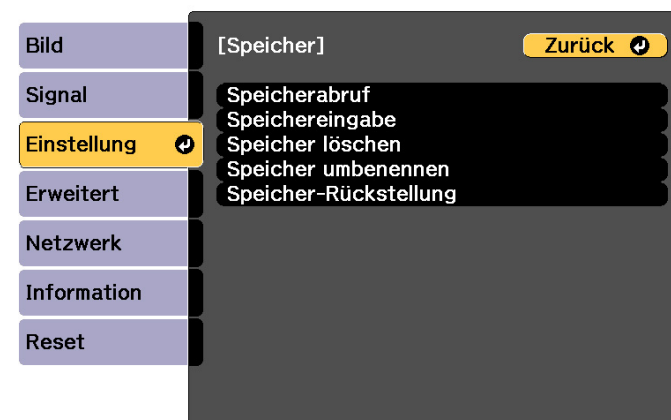 Bild
Signal
Einstellung
Erweitert
Netzwerk
Information
Reset
[Speicher]
Zurück
Speicherabruf
Speichereingabe
Speicher löschen
Speicher umbenennen
Speicher-Rückstellung